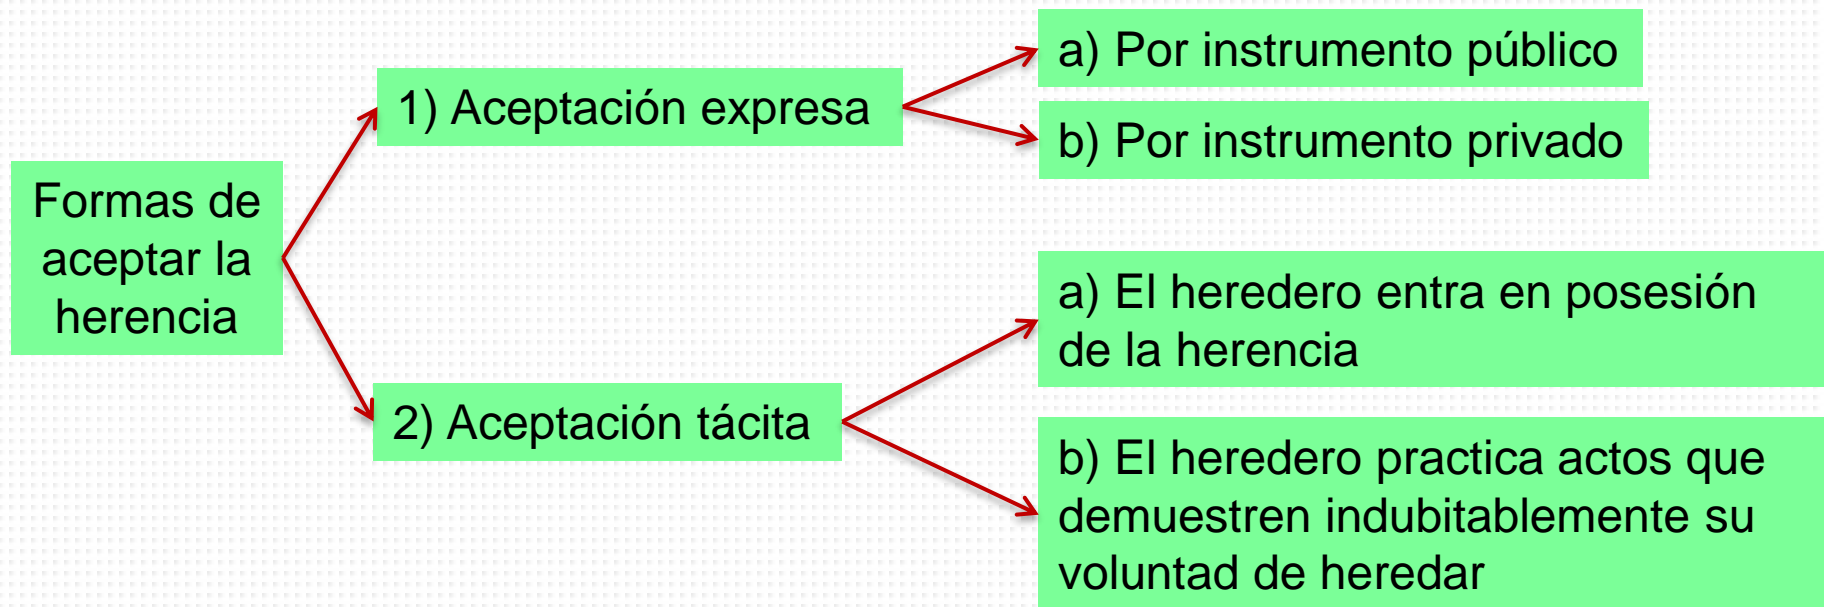 Formas de
aceptar la
herencia
1) Aceptación expresa
a) Por instrumento público
b) Por instrumento privado
2) Aceptación tácita
a) El heredero entra en posesión
de la herencia
b) El heredero practica actos que
demuestren indubitablemente su
voluntad de heredar